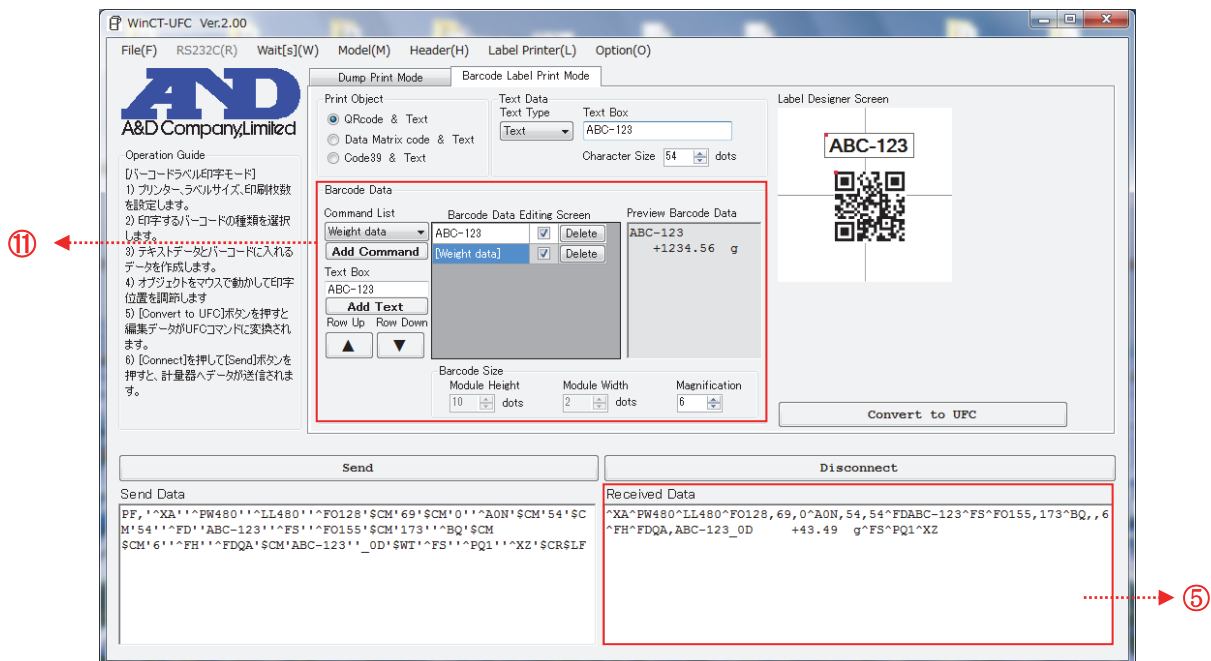 WinCT-UFC Ver.2.00
File(F) RS232C(R) Wait[s](W) Model(M) Header(H) Label Printer(L) Option(O)
AND
A&D Company,Limited
Operation Guide
[バーコードラベル印字モード]
1) プリンター、ラベルサイズ、印刷枚数
を設定します。
2) 印字するバーコードの種類を選択
します。
3) テキストデータとバーコードに入れる
データを作成します。
4) オブジェクトをマウスで動かして印字
位置を調節します
5) [Convert to UFC]ボタンを押すと
編集データがUFCコマンドに変換され
ます。
6) [Connect]を押して[Send]ボタンを
押すと、計量器へデータが送信されま
す。
Dump Print Mode Barcode Label Print Mode
Print Object
QRcode & Text
Data Matrix code & Text
Code39 & Text
Text Data
Text Type Text Box
Text ABC-123
Character Size 54 dots
Barcode Data
Command List
Weight data
Add Command
Text Box
ABC-123
Add Text
Row Up Row Down
▲ ▼
Barcode Data Editing Screen
ABC-123 Delete
[Weight data] Delete
Preview Barcode Data
ABC-123
+1234.56 g
Barcode Size
Module Height Module Width Magnification
10 dots 2 dots 6
Label Designer Screen
ABC-123
Convert to UFC
Send Disconnect
Send Data
PF,'^XA''^PW480''^LL480''^FO128'$CM'69'$CM'0''^A0N'$CM'54'$C
M'54''^FD''ABC-123''^FS''^FO155'$CM'173''^BQ'$CM
$CM'6''^FH''^FDQA'$CM'ABC-123''_0D'$WT'^FS''^PQ1''^XZ'$CR$LF
Received Data
^XA^PW480^LL480^FO128,69,0^A0N,54,54^FDABC-123^FS^FO155,173^BQ,,6
^FH^FDQA,ABC-123_0D +43.49 g^FS^PQ1^XZ
⑪
⑤